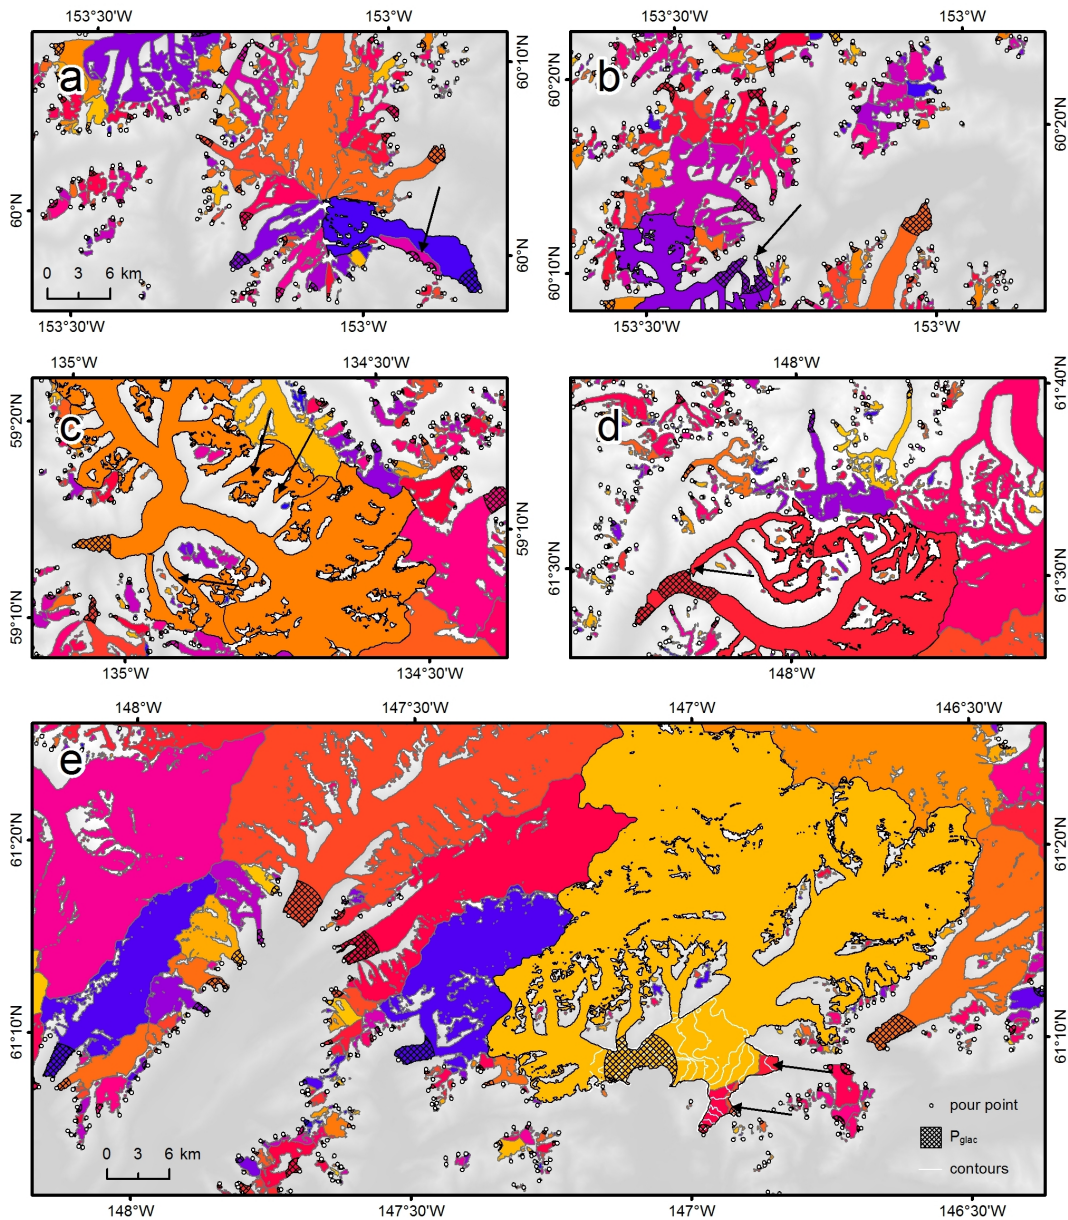 153°30'W 153°W 153°30'W 153°W
a
b
60°10'N
60°N
60°N
60°20'N
60°10'N
60°20'N
0 3 6 km
153°30'W 153°W 153°30'W 153°W
135°W 134°30'W 148°W
c
d
59°20'N
59°10'N
59°10'N
61°30'N
61°40'N
61°30'N
135°W 134°30'W 148°W
148°W 147°30'W 147°W 146°30'W
e
61°20'N
61°10'N
61°20'N
61°10'N
pour point
Pglac
contours
0 3 6 km
148°W 147°30'W 147°W 146°30'W